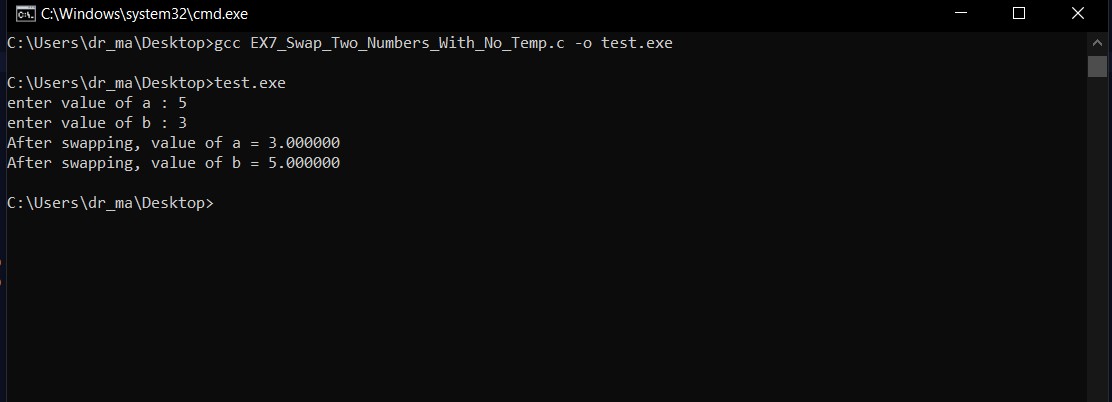 C:\Windows\system32\cmd.exe
C:\Users\dr_ma\Desktop>gcc EX7_Swap_Two_Numbers_With_No_Temp.c -o test.exe
C:\Users\dr_ma\Desktop>test.exe
enter value of a : 5
enter value of b : 3
After swapping, value of a = 3.000000
After swapping, value of b = 5.000000
C:\Users\dr_ma\Desktop>